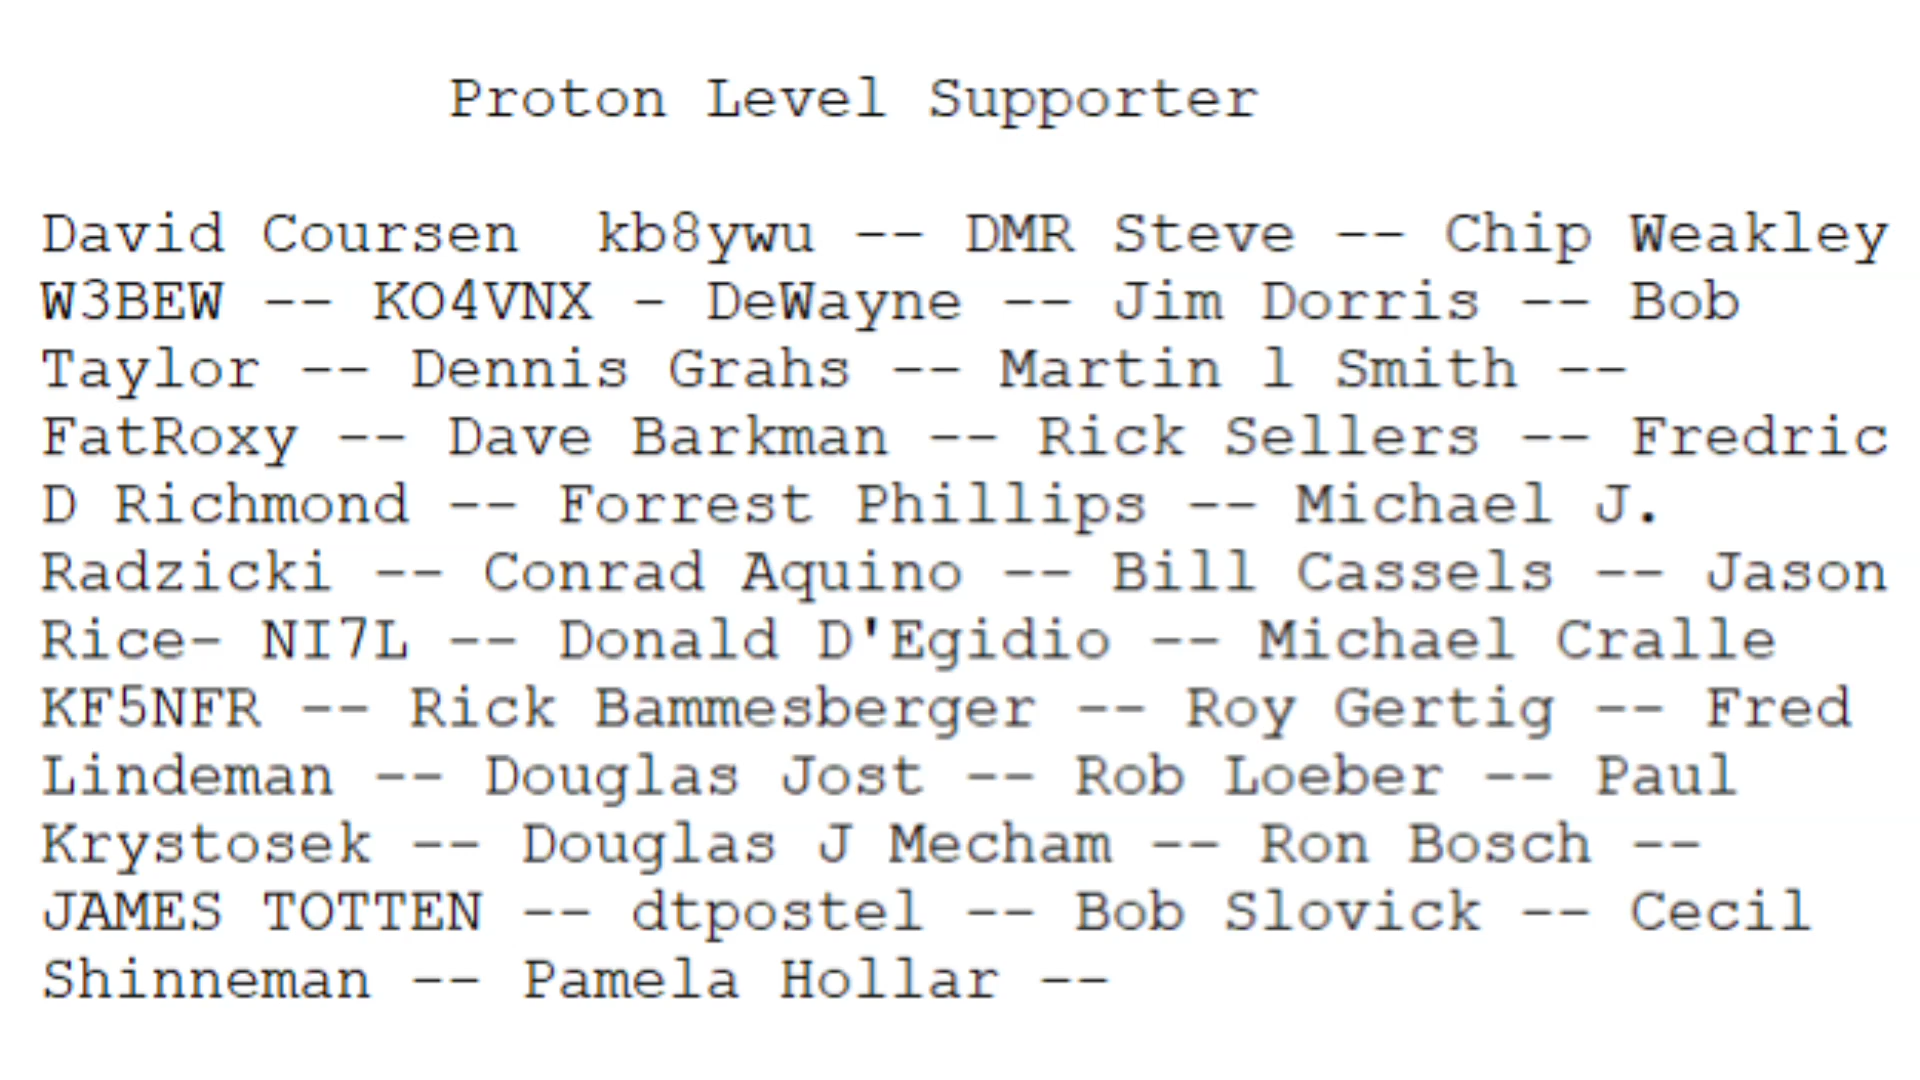 Proton Level Supporter
David Coursen  kb8ywu -- DMR Steve -- Chip Weakley
W3BEW -- KO4VNX - DeWayne -- Jim Dorris -- Bob
Taylor -- Dennis Grahs -- Martin l Smith --
FatRoxy -- Dave Barkman -- Rick Sellers -- Fredric
D Richmond -- Forrest Phillips -- Michael J.
Radzicki -- Conrad Aquino -- Bill Cassels -- Jason
Rice- NI7L -- Donald D'Egidio -- Michael Cralle
KF5NFR -- Rick Bammesberger -- Roy Gertig -- Fred
Lindeman -- Douglas Jost -- Rob Loeber -- Paul
Krystosek -- Douglas J Mecham -- Ron Bosch --
JAMES TOTTEN -- dtpostel -- Bob Slovick -- Cecil
Shinneman -- Pamela Hollar --